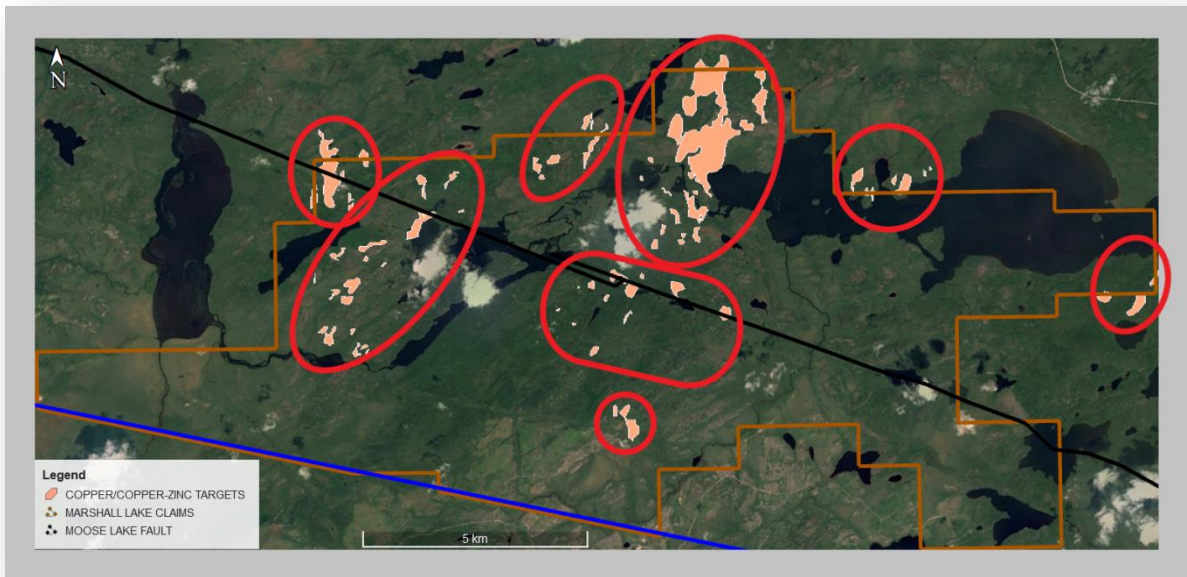 N
Legend
COPPER/COPPER-ZINC TARGETS
MARSHALL LAKE CLAIMS
MOOSE LAKE FAULT
5 km